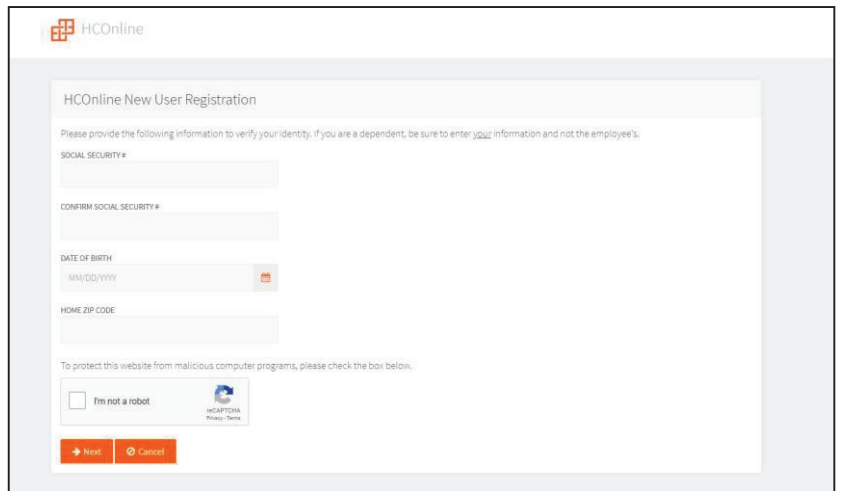 HCOnline
HCOnline New User Registration
Please provide the following information to verify your identity. If you are a dependent, be sure to enter your information and not the employee's.
SOCIAL SECURITY #
CONFIRM SOCIAL SECURITY #
DATE OF BIRTH
MM/DD/YYYY
HOME ZIP CODE
To protect this website from malicious computer programs, please check the box below.
I'm not a robot
reCAPTCHA
Privacy - Terms
Next
Cancel